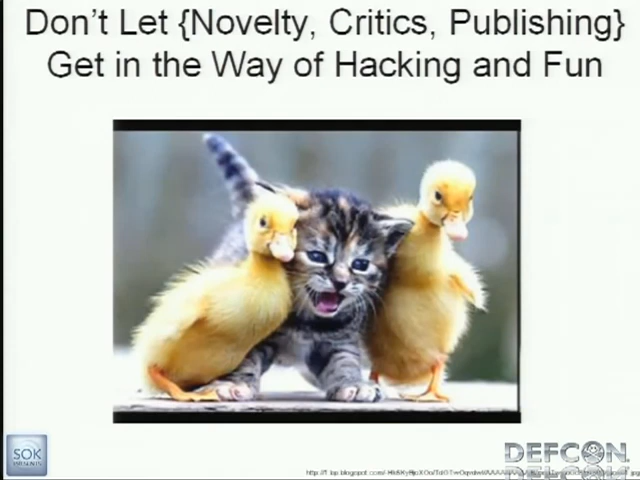 Don't Let {Novelty, Critics, Publishing}
Get in the Way of Hacking and Fun
SOK
DEFCON.